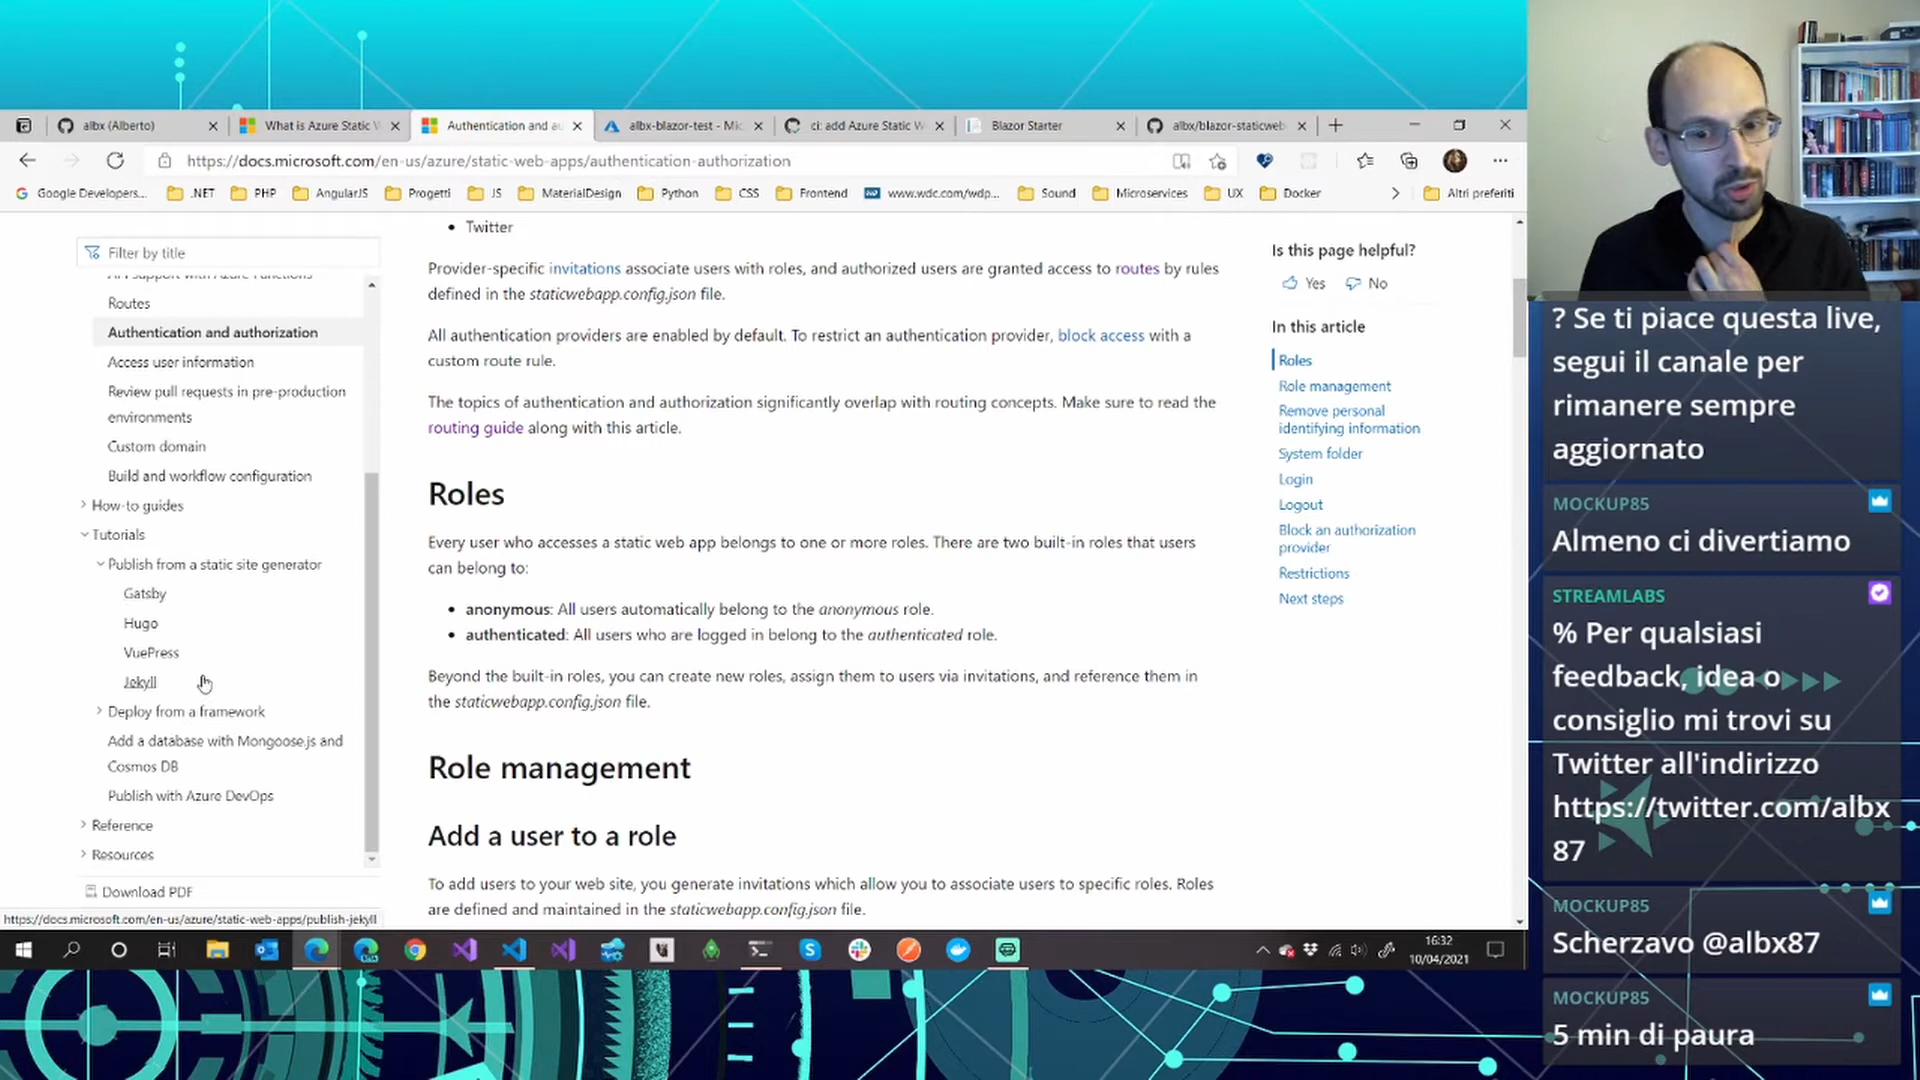 albx (Alberto)
What is Azure Static W
Authentication and au
albx-blazor-test - Mic
ci: add Azure Static W
Blazor Starter
albx/blazor-staticweb
https://docs.microsoft.com/en-us/azure/static-web-apps/authentication-authorization
Google Developers...
.NET
PHP
AngularJS
Progetti
JS
MaterialDesign
Python
CSS
Frontend
www.wdc.com/wdp...
Sound
Microservices
UX
Docker
Altri preferiti
Filter by title
API support with Azure Functions
Routes
Authentication and authorization
Access user information
Review pull requests in pre-production
environments
Custom domain
Build and workflow configuration
How-to guides
Tutorials
Publish from a static site generator
Gatsby
Hugo
VuePress
Jekyll
Deploy from a framework
Add a database with Mongoose.js and
Cosmos DB
Publish with Azure DevOps
Reference
Resources
Download PDF
https://docs.microsoft.com/en-us/azure/static-web-apps/publish-jekyll
• Twitter
Provider-specific invitations associate users with roles, and authorized users are granted access to routes by rules
defined in the staticwebapp.config.json file.
All authentication providers are enabled by default. To restrict an authentication provider, block access with a
custom route rule.
The topics of authentication and authorization significantly overlap with routing concepts. Make sure to read the
routing guide along with this article.
Roles
Every user who accesses a static web app belongs to one or more roles. There are two built-in roles that users
can belong to:
• anonymous: All users automatically belong to the anonymous role.
• authenticated: All users who are logged in belong to the authenticated role.
Beyond the built-in roles, you can create new roles, assign them to users via invitations, and reference them in
the staticwebapp.config.json file.
Role management
Add a user to a role
To add users to your web site, you generate invitations which allow you to associate users to specific roles. Roles
are defined and maintained in the staticwebapp.config.json file.
Is this page helpful?
Yes
No
In this article
Roles
Role management
Remove personal
identifying information
System folder
Login
Logout
Block an authorization
provider
Restrictions
Next steps
16:32
10/04/2021
? Se ti piace questa live,
segui il canale per
rimanere sempre
aggiornato
MOCKUP85
Almeno ci divertiamo
STREAMLABS
% Per qualsiasi
feedback, idea o
consiglio mi trovi su
Twitter all'indirizzo
https://twitter.com/albx
87
MOCKUP85
Scherzavo @albx87
MOCKUP85
5 min di paura